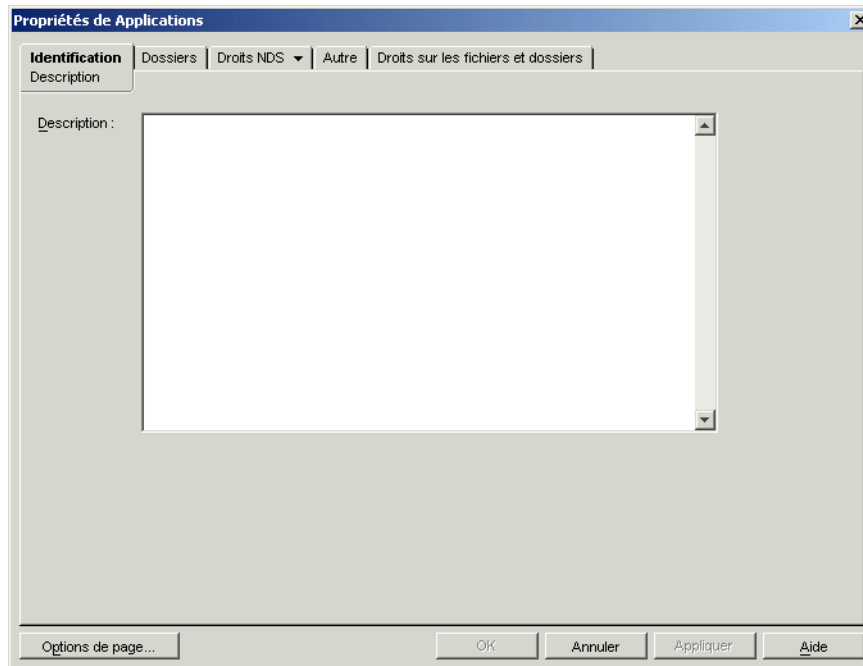 Propriétés de Applications
Identification Dossiers Droits NDS Autre Droits sur les fichiers et dossiers
Description
Description :
Options de page... OK Annuler Appliquer Aide